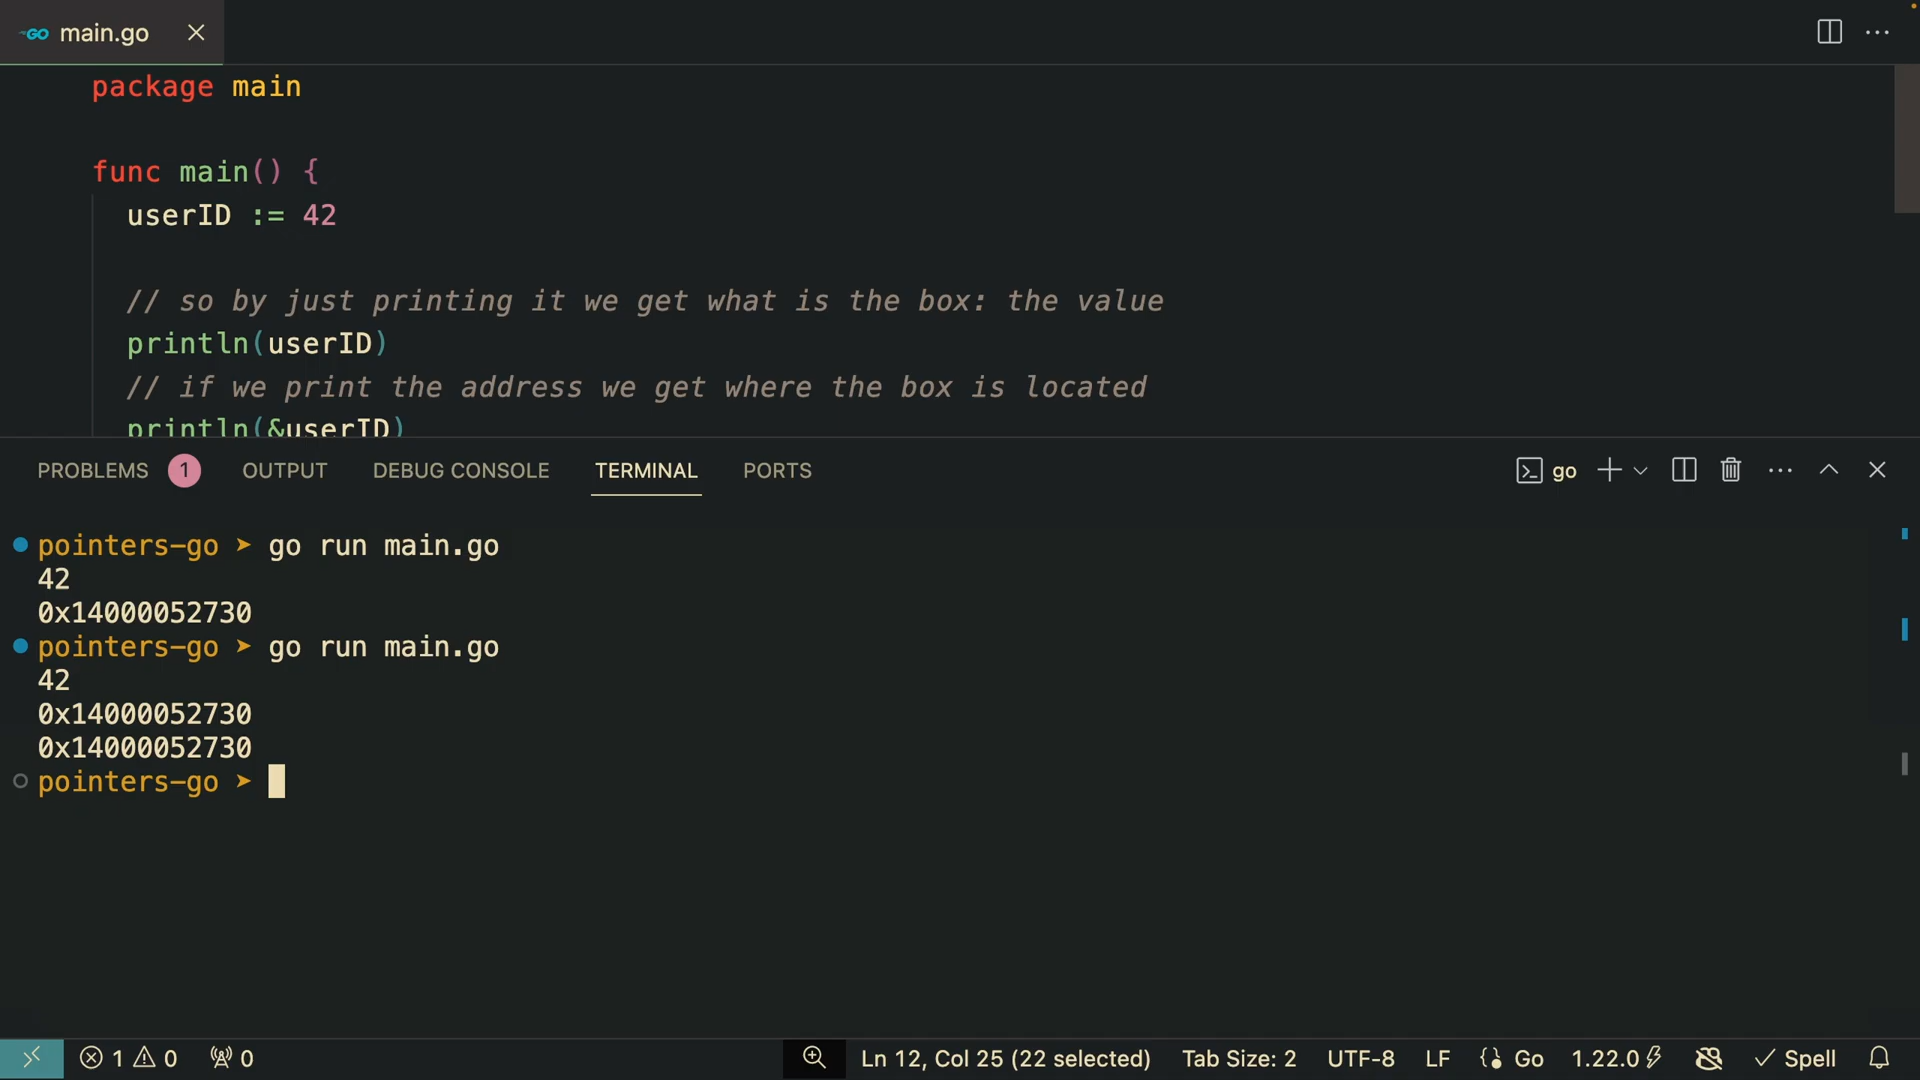 GO main.go
package main
func main() {
userID := 42
// so by just printing it we get what is the box: the value
println(userID)
// if we print the address we get where the box is located
println(&userID)
PROBLEMS 1 OUTPUT DEBUG CONSOLE TERMINAL PORTS go
pointers-go ➤ go run main.go
42
0x14000052730
pointers-go ➤ go run main.go
42
0x14000052730
0x14000052730
pointers-go ➤
1 0 0 Ln 12, Col 25 (22 selected) Tab Size: 2 UTF-8 LF Go 1.22.0 Spell